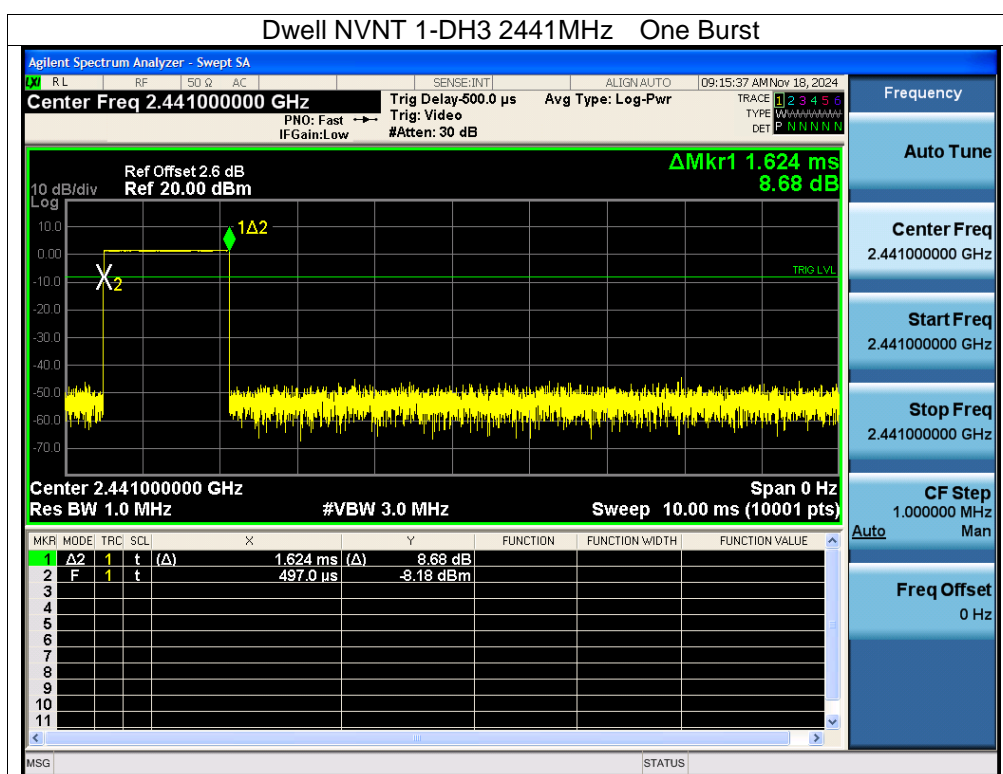 Dwell NVNT 1-DH3 2441MHz One Burst
Agilent Spectrum Analyzer - Swept SA
LXI RL RF 50 Ω AC SENSE:INT ALIGN AUTO 09:15:37 AM Nov 18, 2024
Center Freq 2.441000000 GHz
PNO: Fast
IFGain:Low
Trig Delay-500.0 µs
Trig: Video
#Atten: 30 dB
Avg Type: Log-Pwr
TRACE 1 2 3 4 5 6
TYPE WWWWWW
DET P N N N N N
ΔMkr1 1.624 ms
8.68 dB
Ref Offset 2.6 dB
10 dB/div Ref 20.00 dBm
Log
10.0
0.00
-10.0
-20.0
-30.0
-40.0
-50.0
-60.0
-70.0
1Δ2
X2
TRIG LVL
Center 2.441000000 GHz Span 0 Hz
Res BW 1.0 MHz #VBW 3.0 MHz Sweep 10.00 ms (10001 pts)
MKR MODE TRC SCL X Y FUNCTION FUNCTION WIDTH FUNCTION VALUE
1 Δ2 1 t (Δ) 1.624 ms (Δ) 8.68 dB
2 F 1 t 497.0 µs -8.18 dBm
3
4
5
6
7
8
9
10
11
MSG STATUS
Frequency
Auto Tune
Center Freq
2.441000000 GHz
Start Freq
2.441000000 GHz
Stop Freq
2.441000000 GHz
CF Step
1.000000 MHz
Auto Man
Freq Offset
0 Hz